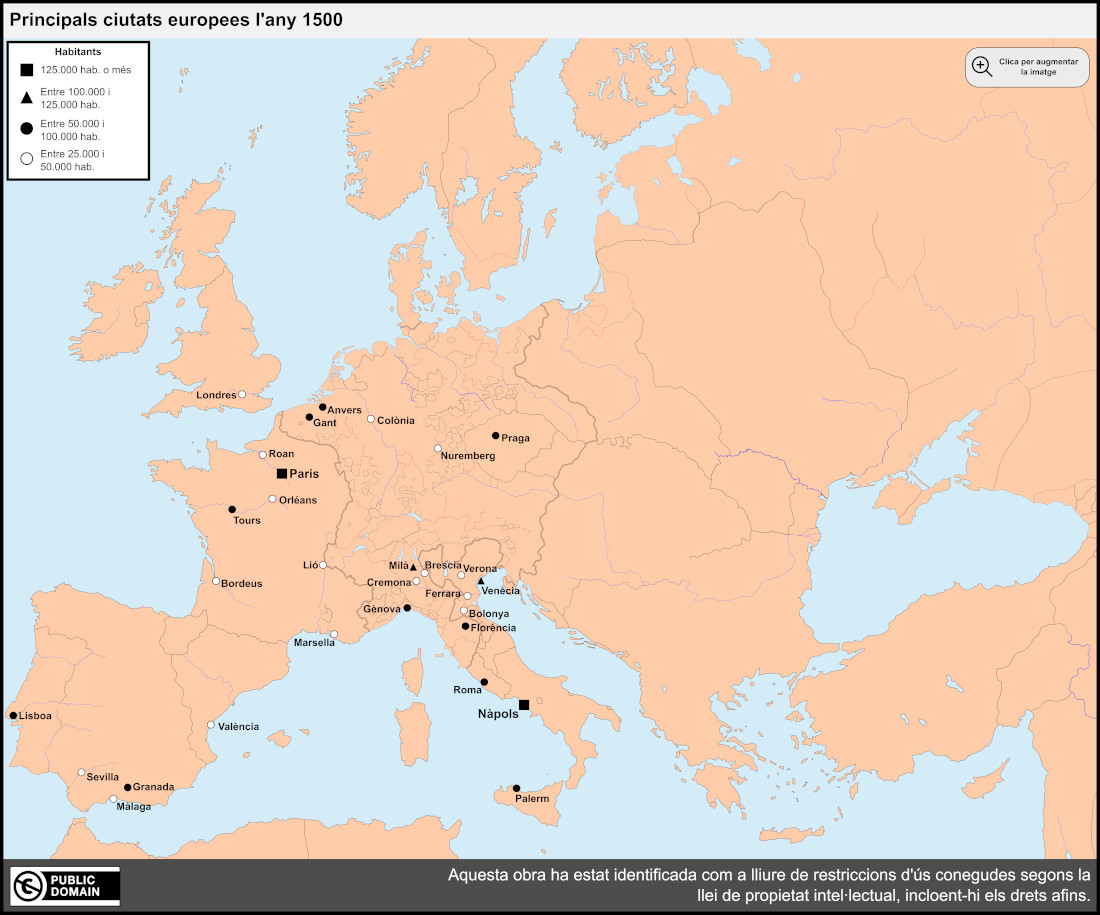 Principals ciutats europees l'any 1500
Habitants
125.000 hab. o més
Entre 100.000 i
125.000 hab.
Entre 50.000 i
100.000 hab.
Entre 25.000 i
50.000 hab.
Clica per augmentar
la imatge
Londres
Anvers
Gant
Colònia
Praga
Nuremberg
Roan
Paris
Orléans
Tours
Lió
Milà
Brescia
Verona
Cremona
Venècia
Ferrara
Bordeus
Gènova
Bolonya
Florència
Marsella
Roma
Nàpols
Lisboa
València
Sevilla
Granada
Màlaga
Palerm
PUBLIC
DOMAIN
Aquesta obra ha estat identificada com a lliure de restriccions d'ús conegudes segons la
llei de propietat intel·lectual, incloent-hi els drets afins.